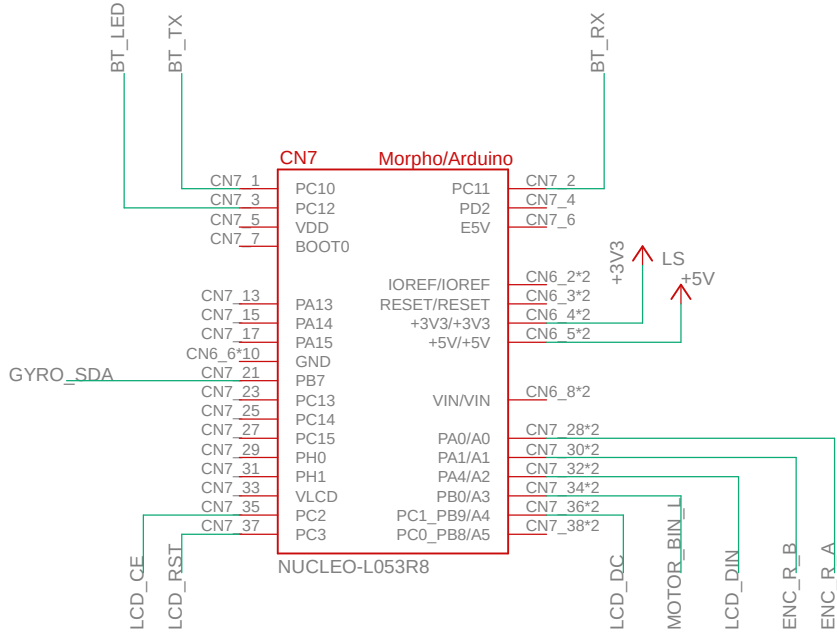 BT_LED
BT_TX
BT_RX
CN7
Morpho/Arduino
CN7_1
PC10
PC11
CN7_2
CN7_3
PC12
PD2
CN7_4
CN7_5
VDD
E5V
CN7_6
CN7_7
BOOT0
+3V3
LS
+5V
IOREF/IOREF
CN6_2*2
CN7_13
PA13
RESET/RESET
CN6_3*2
CN7_15
PA14
+3V3/+3V3
CN6_4*2
CN7_17
PA15
+5V/+5V
CN6_5*2
CN6_6*10
GND
GYRO_SDA
CN7_21
PB7
CN7_23
PC13
VIN/VIN
CN6_8*2
CN7_25
PC14
CN7_27
PC15
PA0/A0
CN7_28*2
CN7_29
PH0
PA1/A1
CN7_30*2
CN7_31
PH1
PA4/A2
CN7_32*2
CN7_33
VLCD
PB0/A3
CN7_34*2
CN7_35
PC2
PC1_PB9/A4
CN7_36*2
CN7_37
PC3
PC0_PB8/A5
CN7_38*2
NUCLEO-L053R8
LCD_CE
LCD_RST
LCD_DC
MOTOR_BIN_L
LCD_DIN
ENC_R_B
ENC_R_A